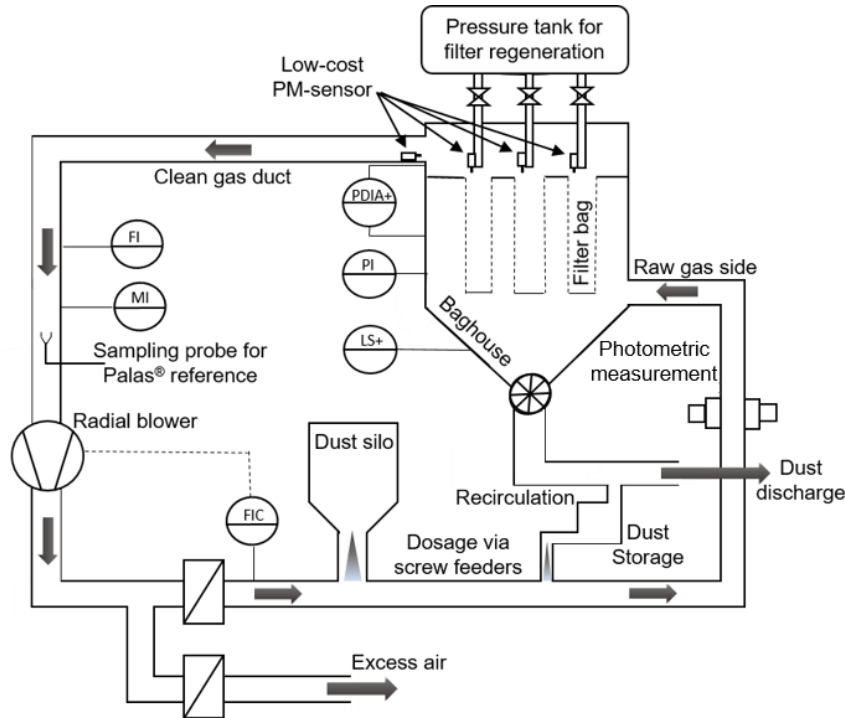 Pressure tank for
filter regeneration
Low-cost
PM-sensor
Clean gas duct
PDIA+
FI
Filter bag
PI
Raw gas side
MI
Baghouse
LS+
Photometric
measurement
Sampling probe for
Palas® reference
Radial blower
Dust silo
Dust
discharge
Recirculation
FIC
Dosage via
screw feeders
Dust
Storage
Excess air